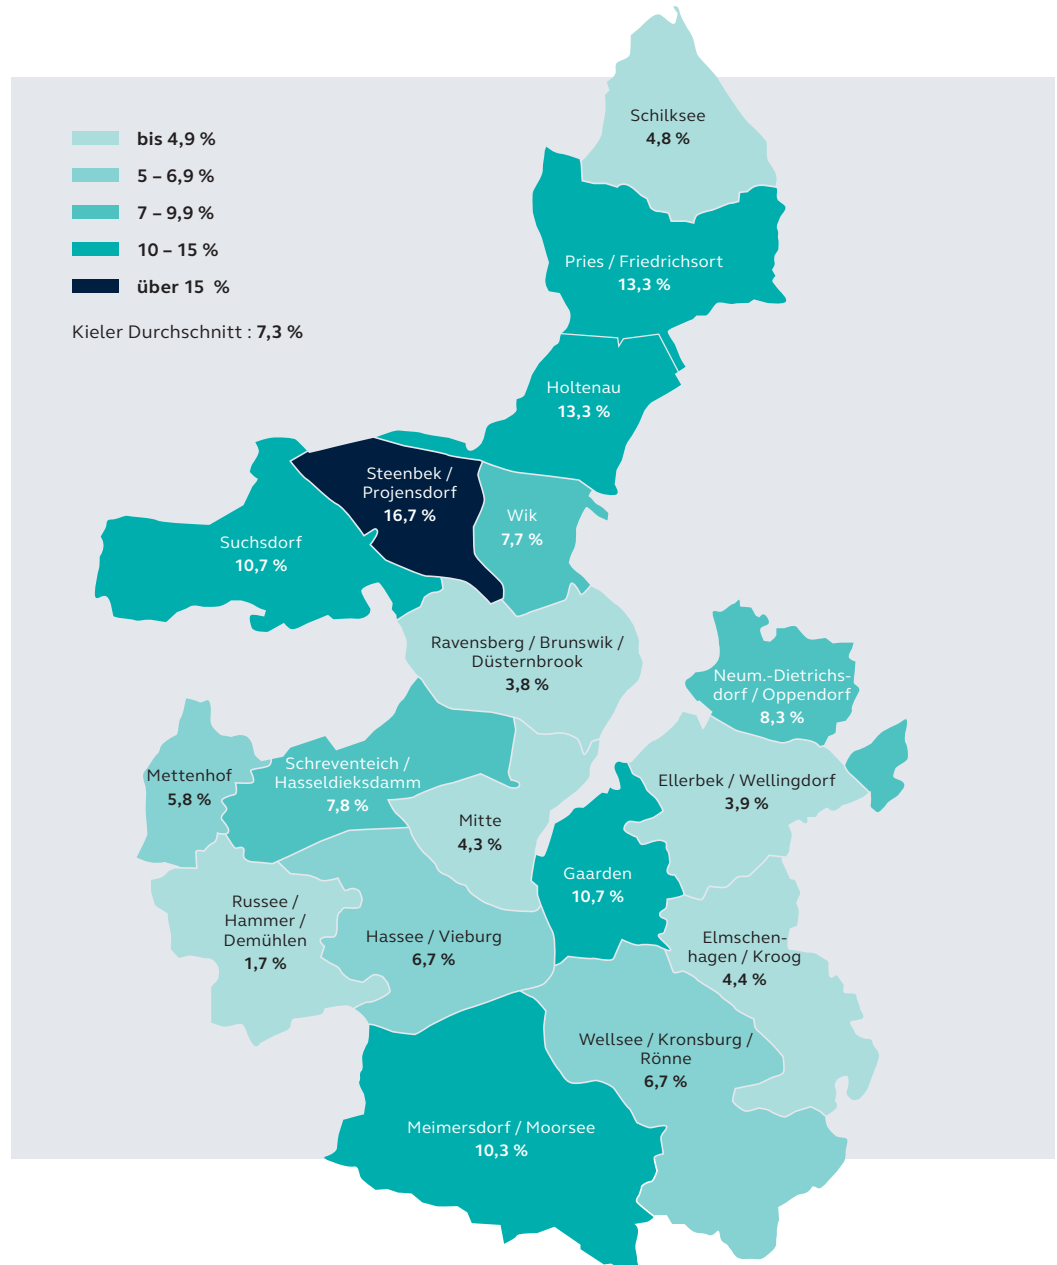 bis 4,9 %
5 – 6,9 %
7 – 9,9 %
10 – 15 %
über 15 %
Kieler Durchschnitt : 7,3 %
Schilksee
4,8 %
Pries / Friedrichsort
13,3 %
Holtenau
13,3 %
Steenbek /
Projensdorf
16,7 %
Wik
7,7 %
Suchsdorf
10,7 %
Ravensberg / Brunswik /
Düsternbrook
3,8 %
Neum.-Dietrichs-
dorf / Oppendorf
8,3 %
Mettenhof
5,8 %
Schreventeich /
Hasseldieksdamm
7,8 %
Ellerbek / Wellingdorf
3,9 %
Mitte
4,3 %
Gaarden
10,7 %
Russee /
Hammer /
Demühlen
1,7 %
Hassee / Vieburg
6,7 %
Elmschen-
hagen / Kroog
4,4 %
Wellsee / Kronsburg /
Rönne
6,7 %
Meimersdorf / Moorsee
10,3 %